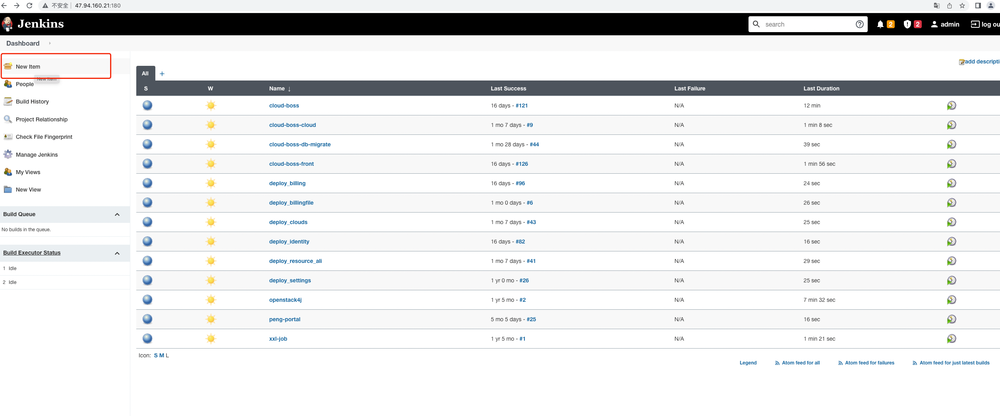 不安全 47.94.160.21:180
Jenkins
search 2 2 admin log ou
Dashboard
New Item
New Item
People
Build History
Project Relationship
Check File Fingerprint
Manage Jenkins
My Views
New View
Build Queue
No builds in the queue.
Build Executor Status
1 Idle
2 Idle
add descripti
All +
S W Name ↓ Last Success Last Failure Last Duration
cloud-boss 16 days - #121 N/A 12 min
cloud-boss-cloud 1 mo 7 days - #9 N/A 1 min 8 sec
cloud-boss-db-migrate 1 mo 28 days - #44 N/A 39 sec
cloud-boss-front 16 days - #126 N/A 1 min 56 sec
deploy_billing 16 days - #96 N/A 24 sec
deploy_billingfile 1 mo 0 days - #6 N/A 26 sec
deploy_clouds 1 mo 7 days - #43 N/A 25 sec
deploy_identity 16 days - #82 N/A 16 sec
deploy_resource_ali 1 mo 7 days - #41 N/A 29 sec
deploy_settings 1 yr 0 mo - #26 N/A 25 sec
openstack4j 1 yr 5 mo - #2 N/A 7 min 32 sec
peng-portal 5 mo 5 days - #25 N/A 16 sec
xxl-job 1 yr 5 mo - #1 N/A 1 min 21 sec
Icon: S M L
Legend Atom feed for all Atom feed for failures Atom feed for just latest builds